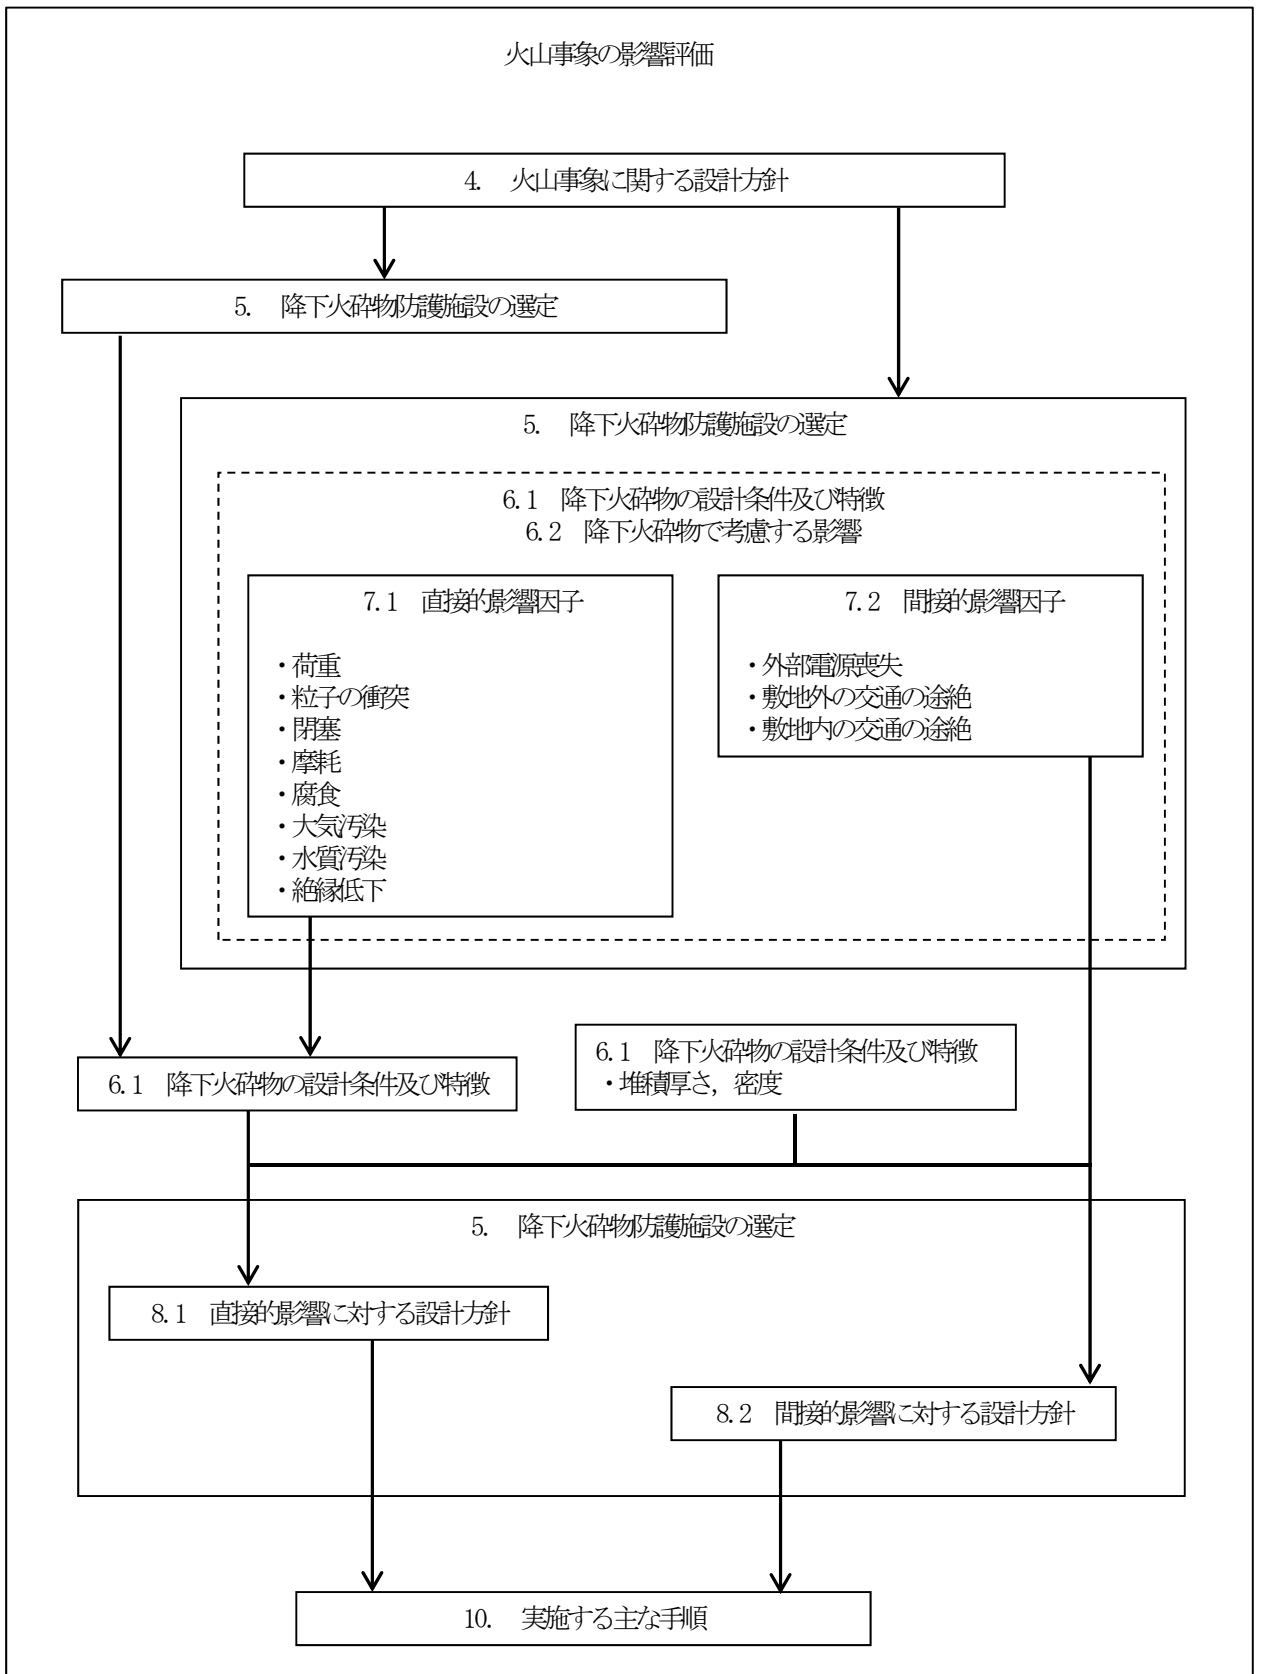 火山事象の影響評価
4. 火山事象に関する設計方針
5. 降下火砕物防護施設の選定
5. 降下火砕物防護施設の選定
6.1 降下火砕物の設計条件及び特徴
6.2 降下火砕物で考慮する影響
7.1 直接的影響因子
・荷重
・粒子の衝突
・閉塞
・摩耗
・腐食
・大気汚染
・水質汚染
・絶縁低下
7.2 間接的影響因子
・外部電源喪失
・敷地外の交通の途絶
・敷地内の交通の途絶
6.1 降下火砕物の設計条件及び特徴
6.1 降下火砕物の設計条件及び特徴
・堆積厚さ，密度
5. 降下火砕物防護施設の選定
8.1 直接的影響に対する設計方針
8.2 間接的影響に対する設計方針
10. 実施する主な手順